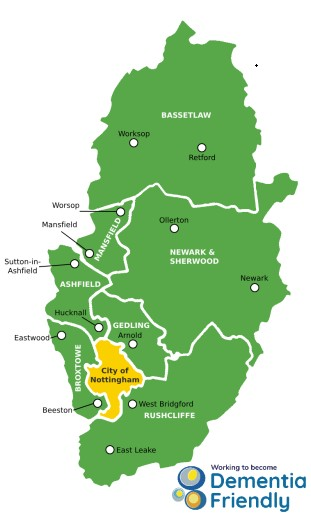 BASSETLAW
Worksop
Retford
Worsop
Mansfield
MANSFIELD
Ollerton
Sutton-in-
Ashfield
NEWARK &
SHERWOOD
Newark
ASHFIELD
Hucknall
GEDLING
Arnold
Eastwood
BROXTOWE
City of
Nottingham
Beeston
West Bridgford
RUSHCLIFFE
East Leake
Working to become
Dementia
Friendly